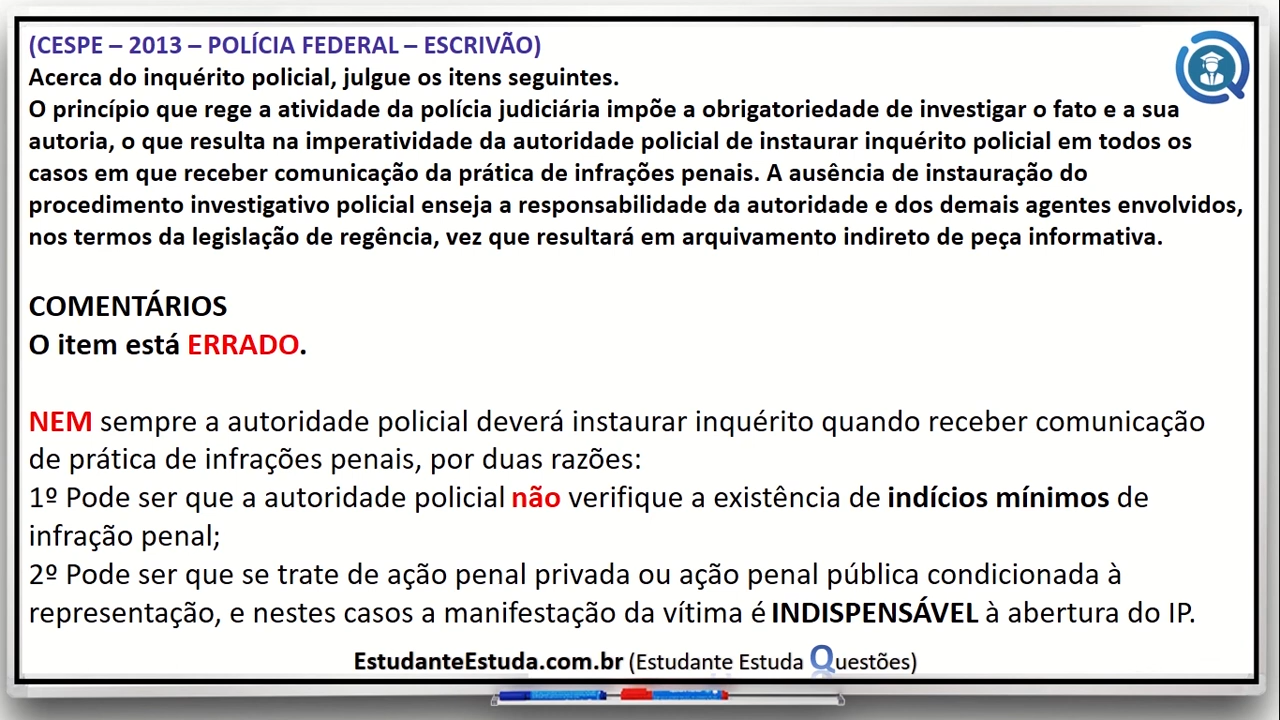 (CESPE – 2013 – POLÍCIA FEDERAL – ESCRIVÃO)
Acerca do inquérito policial, julgue os itens seguintes.
O princípio que rege a atividade da polícia judiciária impõe a obrigatoriedade de investigar o fato e a sua
autoria, o que resulta na imperatividade da autoridade policial de instaurar inquérito policial em todos os
casos em que receber comunicação da prática de infrações penais. A ausência de instauração do
procedimento investigativo policial enseja a responsabilidade da autoridade e dos demais agentes envolvidos,
nos termos da legislação de regência, vez que resultará em arquivamento indireto de peça informativa.
COMENTÁRIOS
O item está ERRADO.
NEM sempre a autoridade policial deverá instaurar inquérito quando receber comunicação
de prática de infrações penais, por duas razões:
1º Pode ser que a autoridade policial não verifique a existência de indícios mínimos de
infração penal;
2º Pode ser que se trate de ação penal privada ou ação penal pública condicionada à
representação, e nestes casos a manifestação da vítima é INDISPENSÁVEL à abertura do IP.
EstudanteEstuda.com.br (Estudante Estuda Questões)